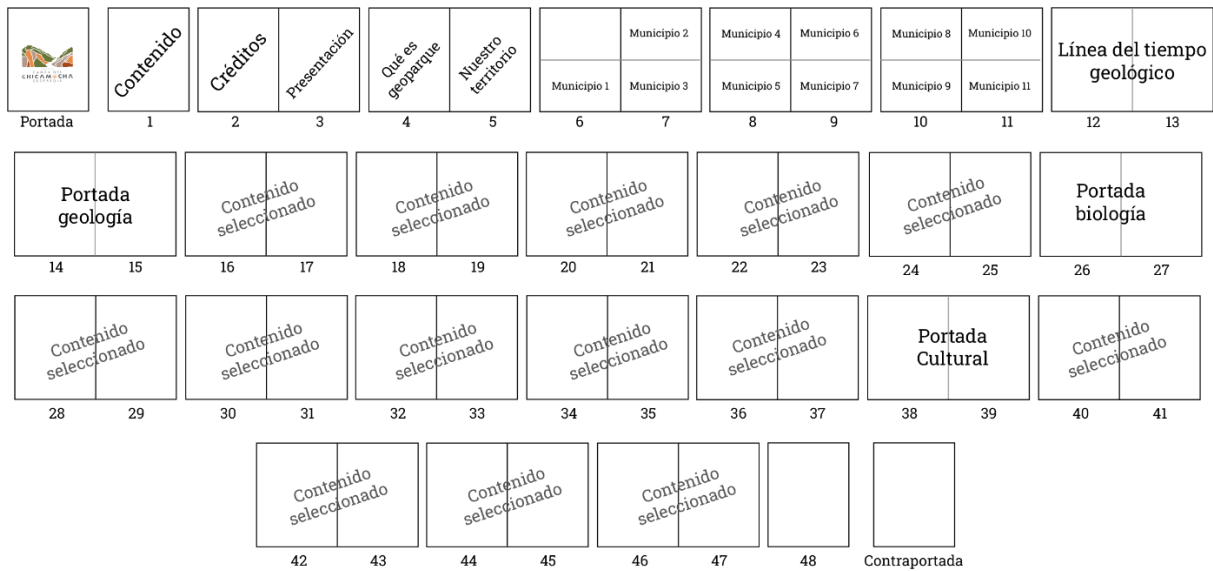 CAÑÓN DEL
CHICAMOCHA
GEOPARQUE
Portada
Contenido
1
Créditos
Presentación
2 3
Qué es
geoparque
Nuestro
territorio
4 5
Municipio 2
Municipio 1 Municipio 3
6 7
Municipio 4 Municipio 6
Municipio 5 Municipio 7
8 9
Municipio 8 Municipio 10
Municipio 9 Municipio 11
10 11
Línea del tiempo
geológico
12 13
Portada
geología
14 15
Contenido
seleccionado
16 17
Contenido
seleccionado
18 19
Contenido
seleccionado
20 21
Contenido
seleccionado
22 23
Contenido
seleccionado
24 25
Portada
biología
26 27
Contenido
seleccionado
28 29
Contenido
seleccionado
30 31
Contenido
seleccionado
32 33
Contenido
seleccionado
34 35
Contenido
seleccionado
36 37
Portada
Cultural
38 39
Contenido
seleccionado
40 41
Contenido
seleccionado
42 43
Contenido
seleccionado
44 45
Contenido
seleccionado
46 47
48
Contraportada